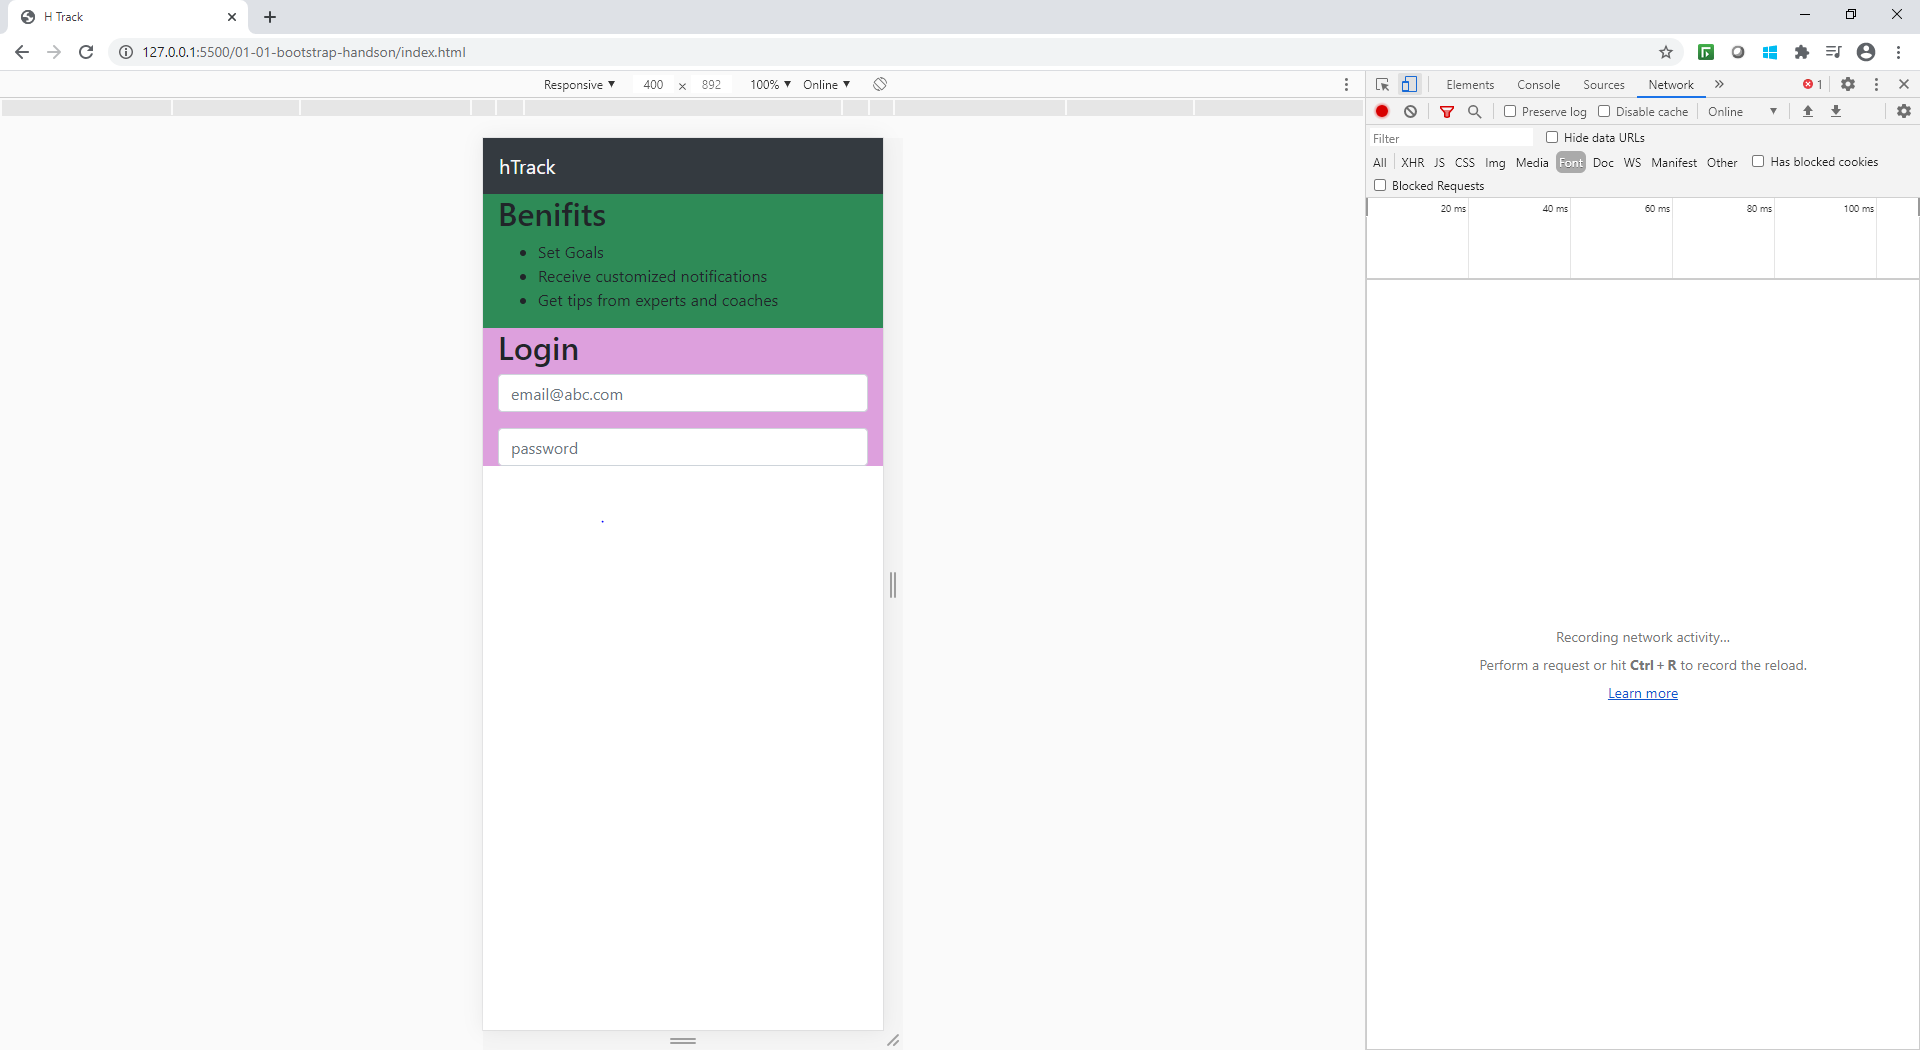 H Track
127.0.0.1:5500/01-01-bootstrap-handson/index.html
Responsive ▼ 400 × 892 100% ▼ Online ▼
Elements Console Sources Network » 1
Preserve log Disable cache Online ▼
Filter Hide data URLs
All XHR JS CSS Img Media Font Doc WS Manifest Other Has blocked cookies
Blocked Requests
20 ms 40 ms 60 ms 80 ms 100 ms
hTrack
Benifits
• Set Goals
• Receive customized notifications
• Get tips from experts and coaches
Login
email@abc.com
password
Recording network activity...
Perform a request or hit Ctrl + R to record the reload.
Learn more